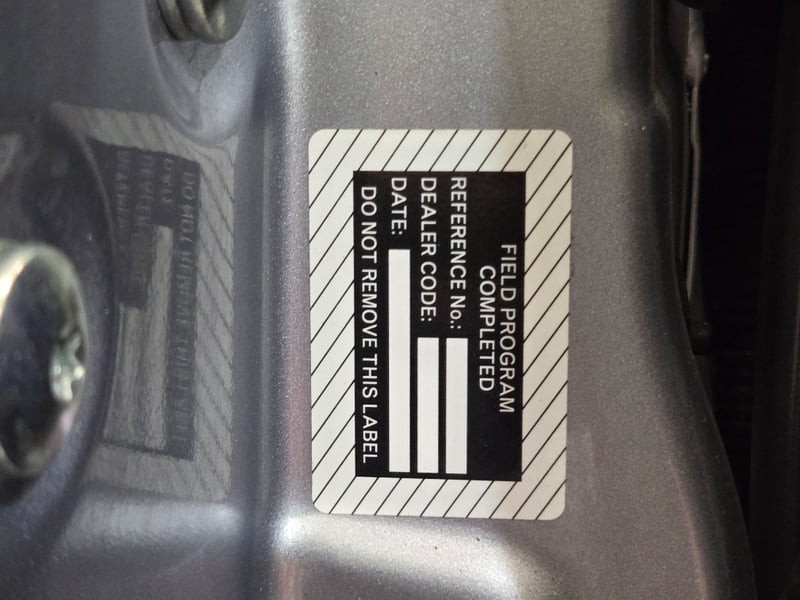 FIELD PROGRAM
COMPLETED
REFERENCE No.:
DEALER CODE:
DATE:
DO NOT REMOVE THIS LABEL